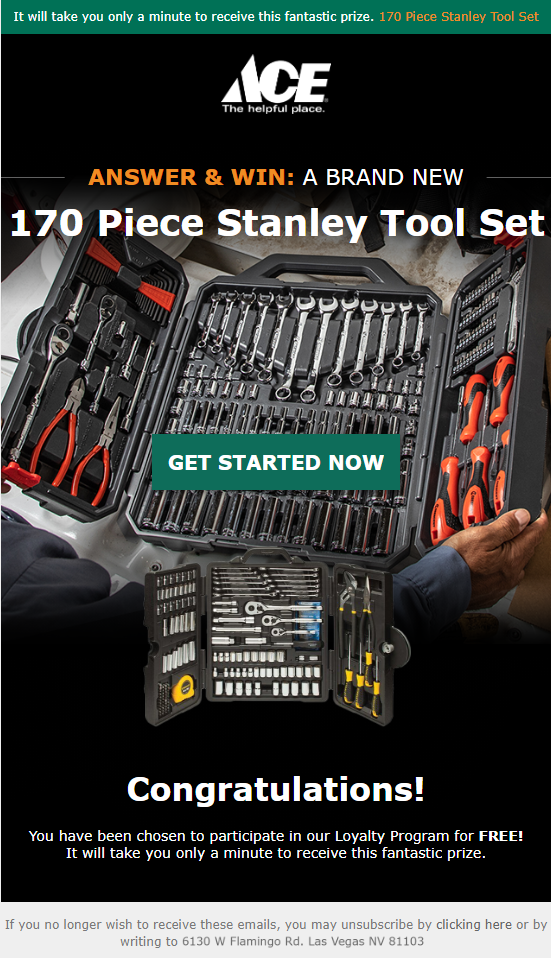 It will take you only a minute to receive this fantastic prize. 170 Piece Stanley Tool Set
ACE
The helpful place.
ANSWER & WIN: A BRAND NEW
170 Piece Stanley Tool Set
GET STARTED NOW
Congratulations!
You have been chosen to participate in our Loyalty Program for FREE!
It will take you only a minute to receive this fantastic prize.
If you no longer wish to receive these emails, you may unsubscribe by clicking here or by
writing to 6130 W Flamingo Rd. Las Vegas NV 81103